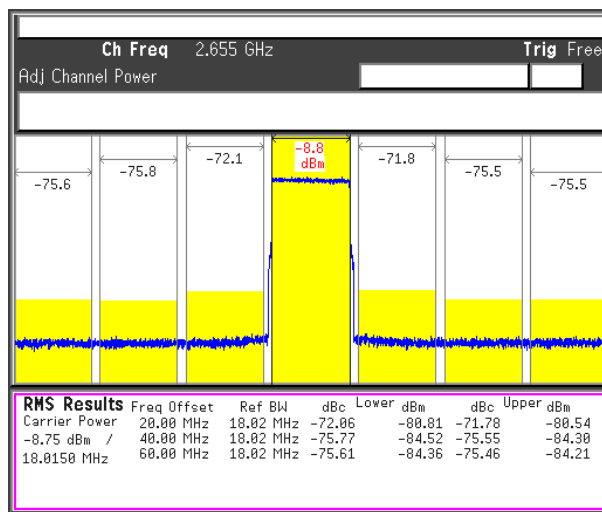 Ch Freq 2.655 GHz Trig Free
Adj Channel Power
-8.8
dBm
-72.1 -71.8
-75.8 -75.5
-75.6 -75.5
RMS Results Freq Offset Ref BW dBc Lower dBm dBc Upper dBm
Carrier Power 20.00 MHz 18.02 MHz -72.06 -80.81 -71.78 -80.54
-8.75 dBm / 40.00 MHz 18.02 MHz -75.77 -84.52 -75.55 -84.30
18.0150 MHz 60.00 MHz 18.02 MHz -75.61 -84.36 -75.46 -84.21